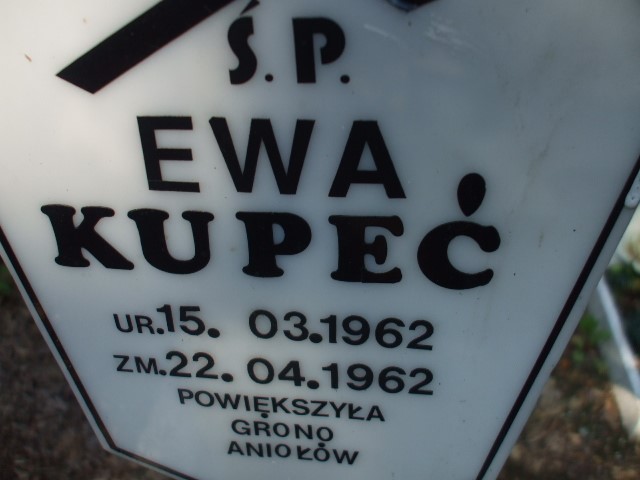 Ś.P.
EWA
KUPEĆ
UR.15. 03.1962
ZM.22. 04.1962
POWIĘKSZYŁA
GRONO
ANIOŁÓW